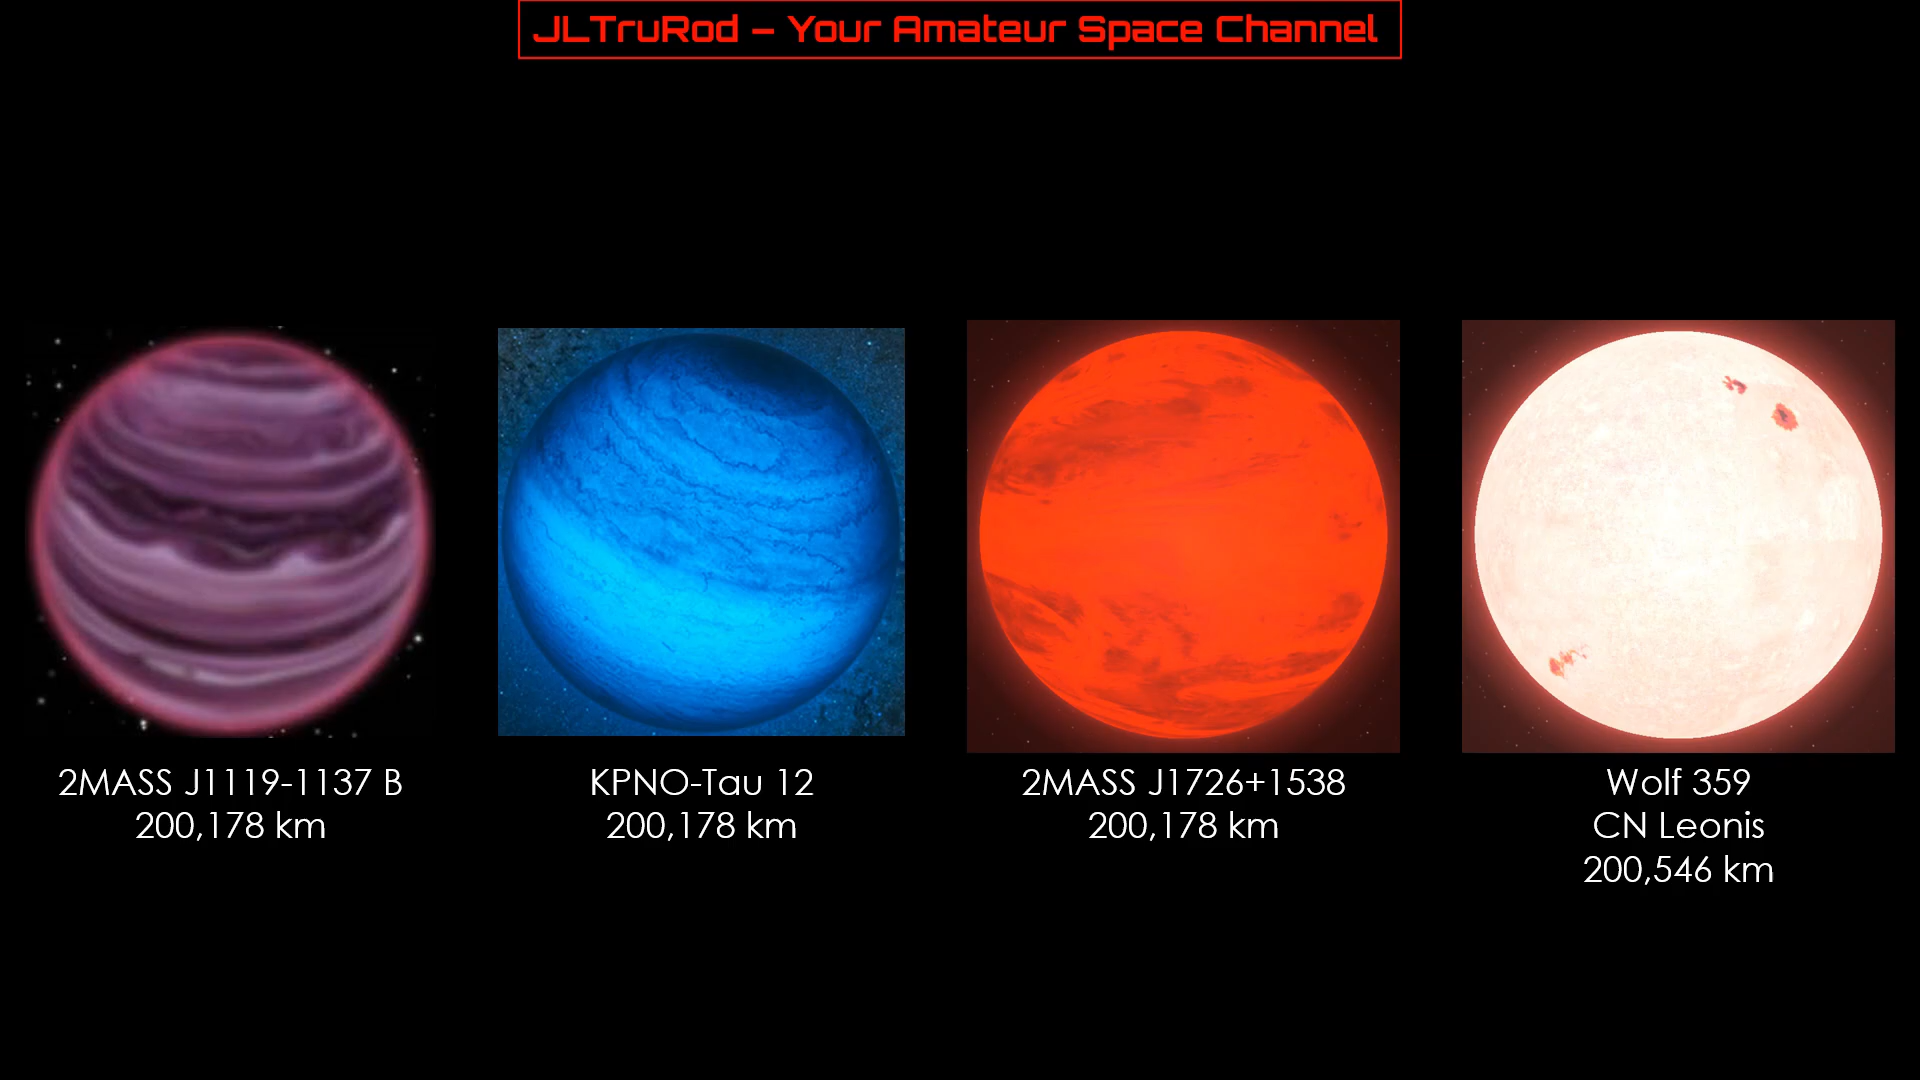 JLTruRod – Your Amateur Space Channel
2MASS J1119-1137 B
200,178 km
KPNO-Tau 12
200,178 km
2MASS J1726+1538
200,178 km
Wolf 359
CN Leonis
200,546 km